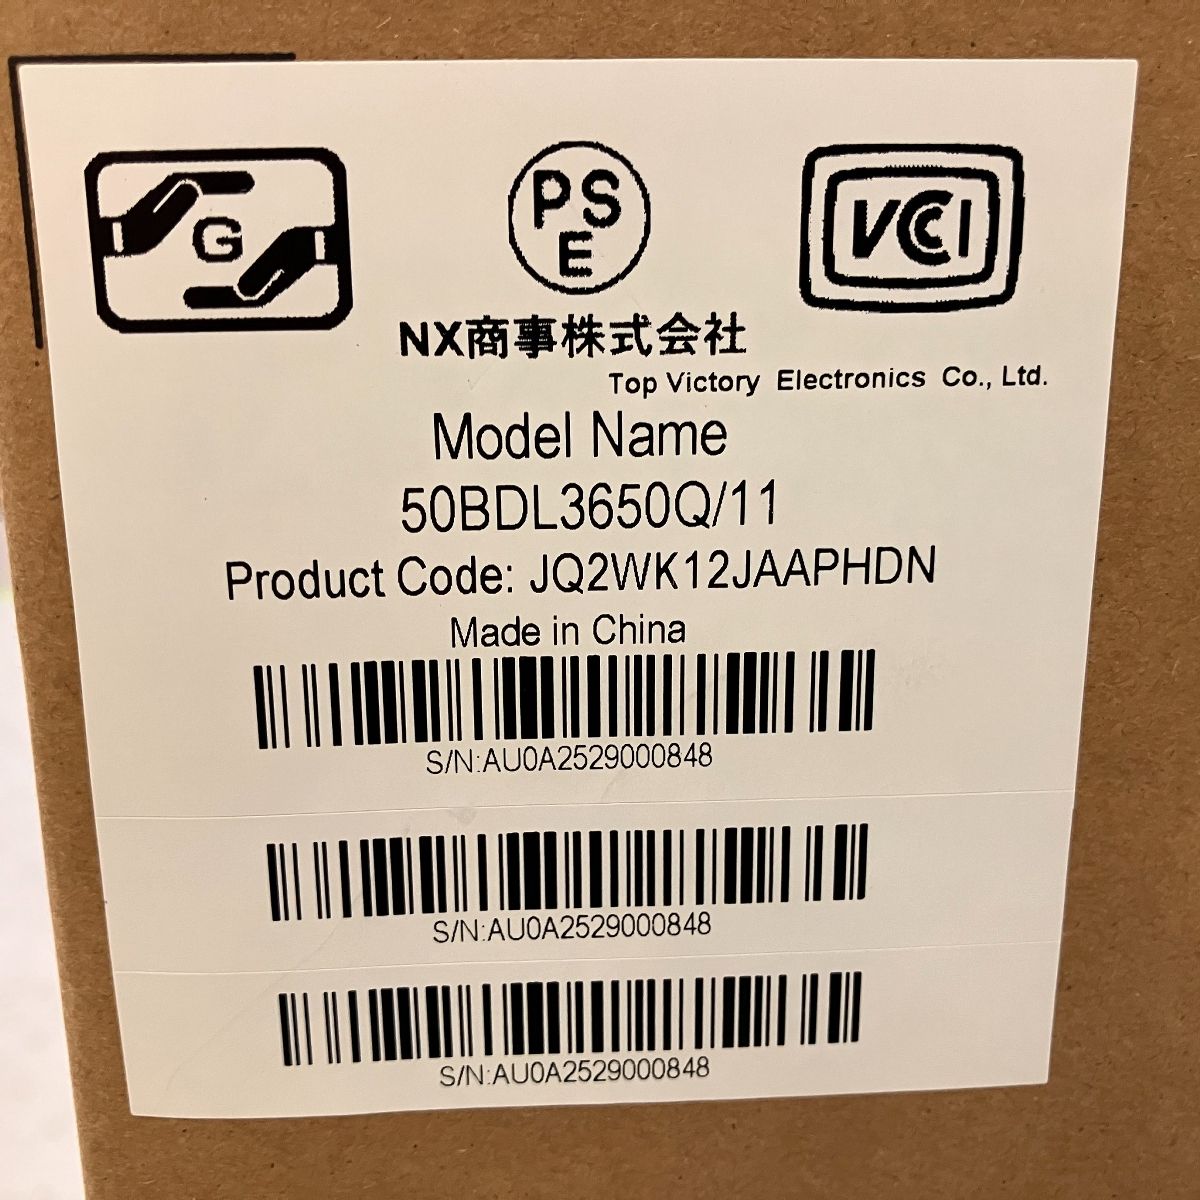 G
PS
E
VCCI
NX商事株式会社
Top Victory Electronics Co., Ltd.
Model Name
50BDL3650Q/11
Product Code: JQ2WK12JAAPHDN
Made in China
S/N:AU0A2529000848
S/N:AU0A2529000848
S/N:AU0A2529000848